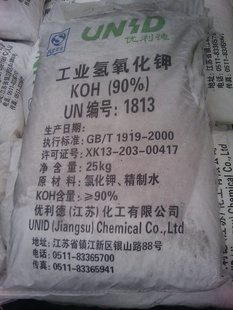 UNID
优利德
工业氢氧化钾
KOH (90%)
UN编号: 1813
生产日期:
执行标准: GB/T 1919-2000
许可证号: XK13-203-00417
净 含 量: 25kg
原 材 料: 氯化钾、精制水
KOH含量: ≥90%
优利德(江苏)化工有限公司
UNID (Jiangsu) Chemical Co.,Ltd
地址: 江苏省镇江新区银山路88号
电话: 0511-83365700
传真: 0511-83365941